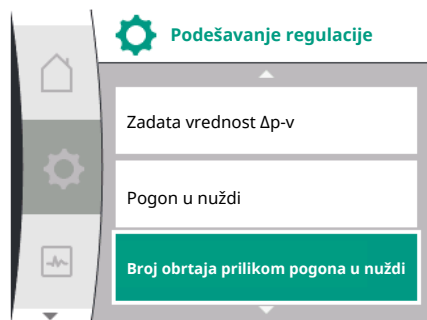 Podešavanje regulacije
Zadata vrednost Δp-v
Pogon u nuždi
Broj obrtaja prilikom pogona u nuždi